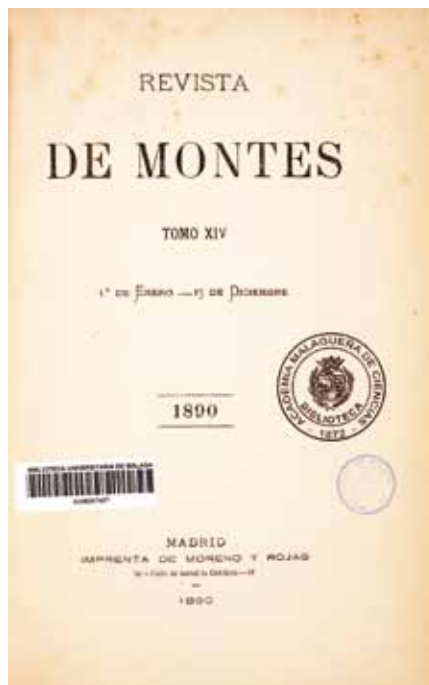 REVISTA
DE MONTES
TOMO XIV
1.º DE ENERO — 15 DE DICIEMBRE
1890
ACADEMIA MALAGUEÑA DE CIENCIAS
BIBLIOTECA
- 1872 -
BIBLIOTECA UNIVERSITARIA DE MALAGA
MADRID
IMPRENTA DE MORENO Y ROJAS
1890